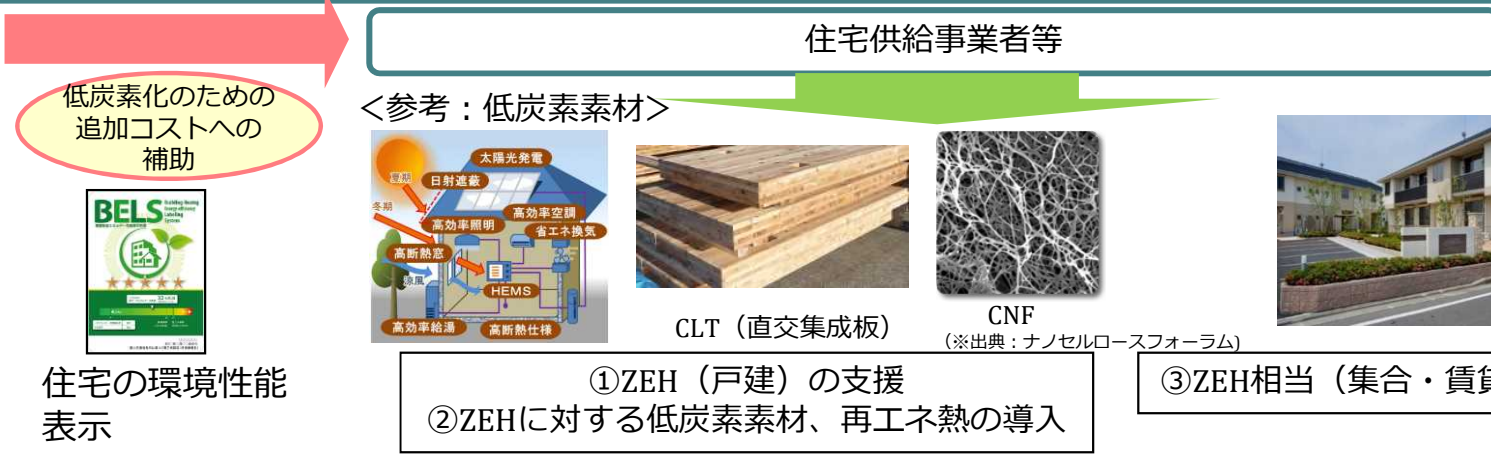 住宅供給事業者等
低炭素化のための
追加コストへの
補助
＜参考：低炭素素材＞
太陽光発電
夏期
日射遮蔽
冬期
高効率照明
高効率空調
省エネ換気
高断熱窓
涼風
HEMS
高効率給湯
高断熱仕様
BELS
Building-Housing
Energy-efficiency
Labeling
System
CLT（直交集成板）
CNF
（※出典：ナノセルロースフォーラム)
住宅の環境性能
表示
①ZEH（戸建）の支援
②ZEHに対する低炭素素材、再エネ熱の導入
③ZEH相当（集合・賃